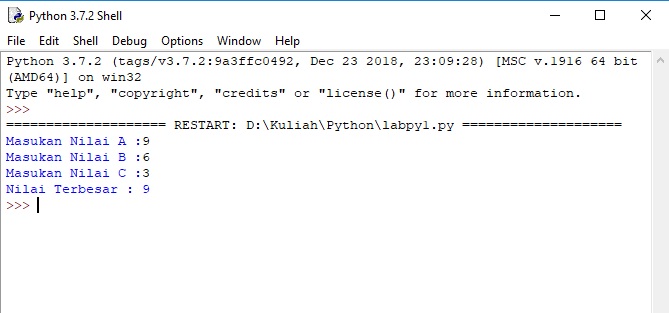 Python 3.7.2 Shell
File Edit Shell Debug Options Window Help
Python 3.7.2 (tags/v3.7.2:9a3ffc0492, Dec 23 2018, 23:09:28) [MSC v.1916 64 bit
(AMD64)] on win32
Type "help", "copyright", "credits" or "license()" for more information.
>>>
==================== RESTART: D:\Kuliah\Python\labpy1.py ====================
Masukan Nilai A :9
Masukan Nilai B :6
Masukan Nilai C :3
Nilai Terbesar : 9
>>>